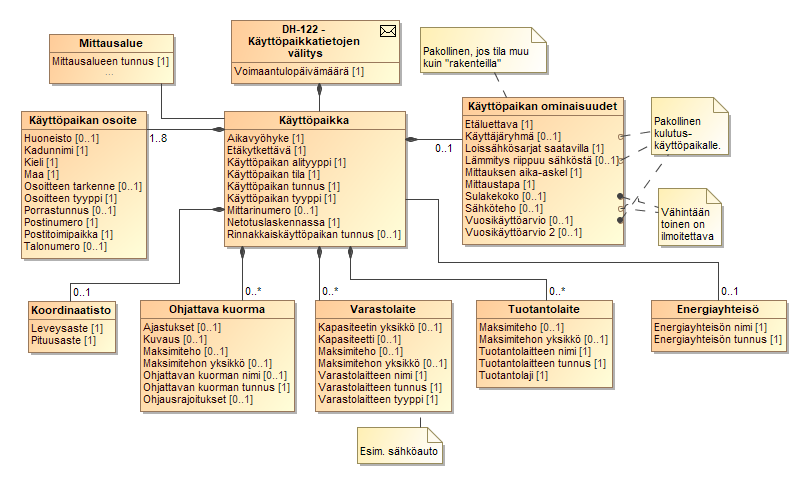 Mittausalue
Mittausalueen tunnus [1]
...
DH-122 -
Käyttöpaikkatietojen
välitys
Voimaantulopäivämäärä [1]
Pakollinen, jos tila muu
kuin "rakenteilla"
Käyttöpaikan osoite
Huoneisto [0..1]
Kadunnimi [0..1]
Kieli [1]
Maa [1]
Osoitteen tarkenne [0..1]
Osoitteen tyyppi [1]
Porrastunnus [0..1]
Postinumero [1]
Postitoimipaikka [1]
Talonumero [0..1]
1..8
Käyttöpaikka
Aikavyöhyke [1]
Etäkytkettävä [1]
Käyttöpaikan alityyppi [1]
Käyttöpaikan tila [1]
Käyttöpaikan tunnus [1]
Käyttöpaikan tyyppi [1]
Mittarinumero [0..1]
Netotuslaskennassa [1]
Rinnakkaiskäyttöpaikan tunnus [0..1]
0..1
Käyttöpaikan ominaisuudet
Etäluettava [1]
Käyttäjäryhmä [0..1]
Loissähkösarjat saatavilla [1]
Lämmitys riippuu sähköstä [0..1]
Mittauksen aika-askel [1]
Mittaustapa [1]
Sulakekoko [0..1]
Sähköteho [0..1]
Vuosikäyttöarvio [0..1]
Vuosikäyttöarvio 2 [0..1]
Pakollinen
kulutus-
käyttöpaikalle.
Vähintään
toinen on
ilmoitettava
0..1
Koordinaatisto
Leveysaste [1]
Pituusaste [1]
0..*
Ohjattava kuorma
Ajastukset [0..1]
Kuvaus [0..1]
Maksimiteho [0..1]
Maksimitehon yksikkö [0..1]
Ohjattavan kuorman nimi [0..1]
Ohjattavan kuorman tunnus [1]
Ohjausrajoitukset [0..1]
0..*
Varastolaite
Kapasiteetin yksikkö [0..1]
Kapasiteetti [0..1]
Maksimiteho [0..1]
Maksimitehon yksikkö [0..1]
Varastolaitteen nimi [1]
Varastolaitteen tunnus [1]
Varastolaitteen tyyppi [1]
Esim. sähköauto
0..*
Tuotantolaite
Maksimiteho [0..1]
Maksimitehon yksikkö [0..1]
Tuotantolaitteen nimi [1]
Tuotantolaitteen tunnus [1]
Tuotantolaji [1]
0..1
Energiayhteisö
Energiayhteisön nimi [1]
Energiayhteisön tunnus [1]